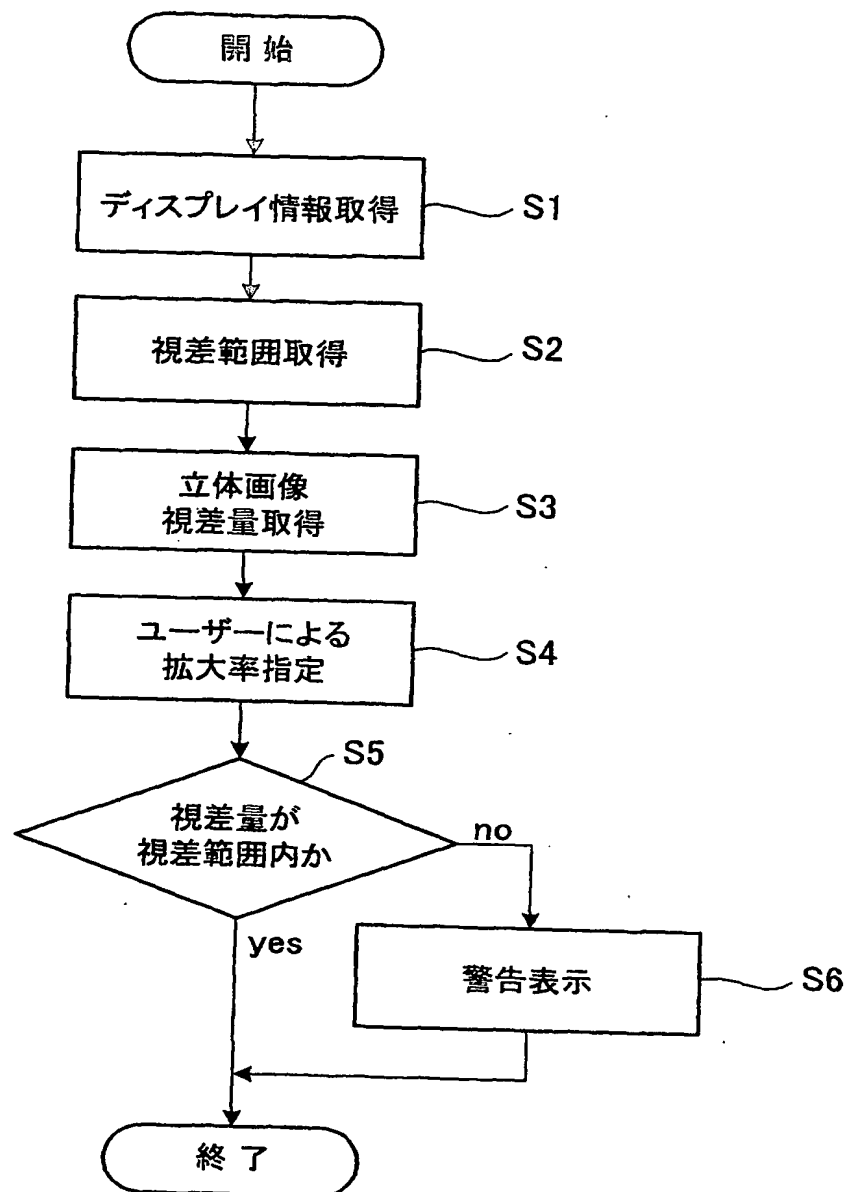 開始
ディスプレイ情報取得
S1
視差範囲取得
S2
立体画像
視差量取得
S3
ユーザーによる
拡大率指定
S4
S5
視差量が
視差範囲内か
no
yes
警告表示
S6
終了